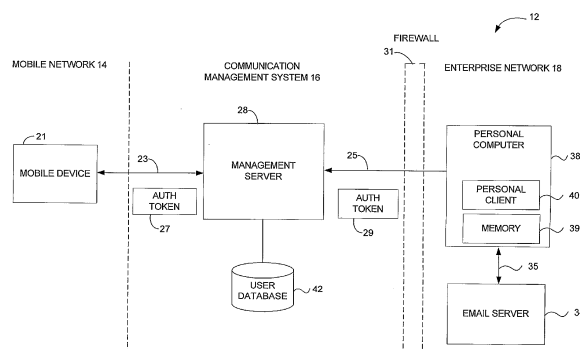 12
FIREWALL
31
MOBILE NETWORK 14
COMMUNICATION
MANAGEMENT SYSTEM 16
ENTERPRISE NETWORK 18
28
21
MOBILE DEVICE
23
AUTH
TOKEN
27
MANAGEMENT
SERVER
25
AUTH
TOKEN
29
PERSONAL
COMPUTER
38
PERSONAL
CLIENT
40
MEMORY
39
35
USER
DATABASE
42
EMAIL SERVER
3